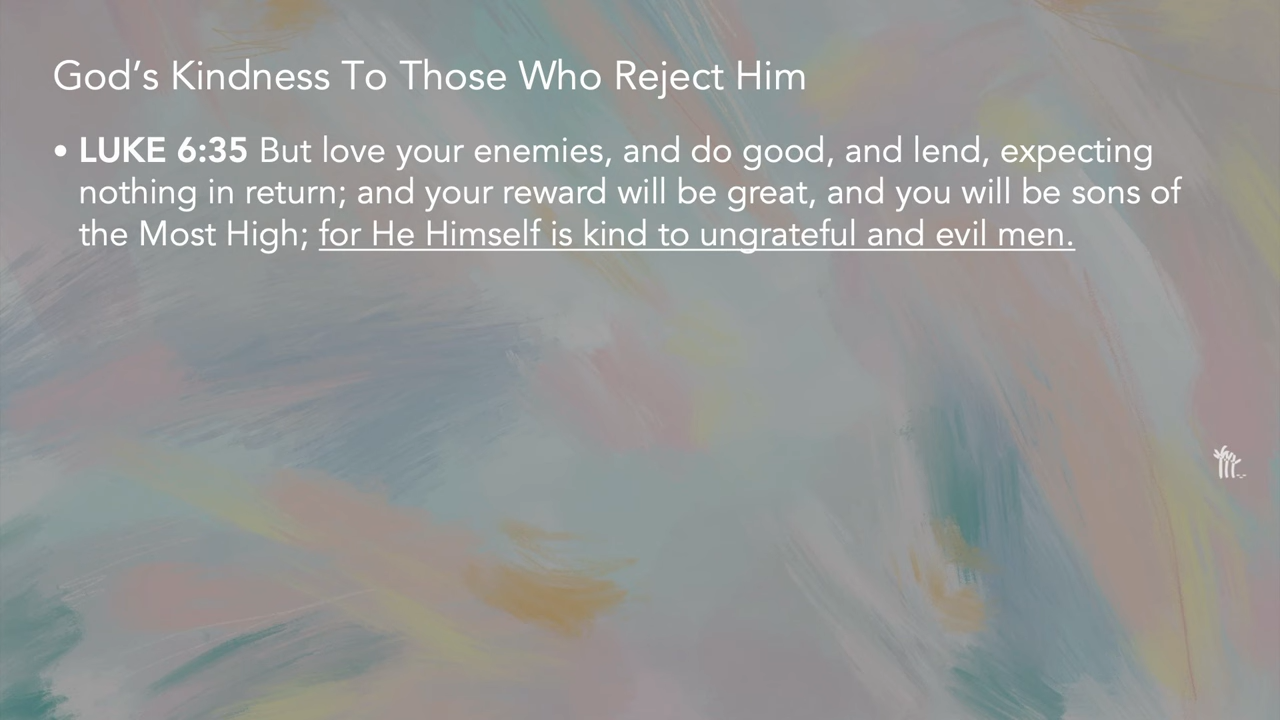 God’s Kindness To Those Who Reject Him
• LUKE 6:35 But love your enemies, and do good, and lend, expecting
nothing in return; and your reward will be great, and you will be sons of
the Most High; for He Himself is kind to ungrateful and evil men.